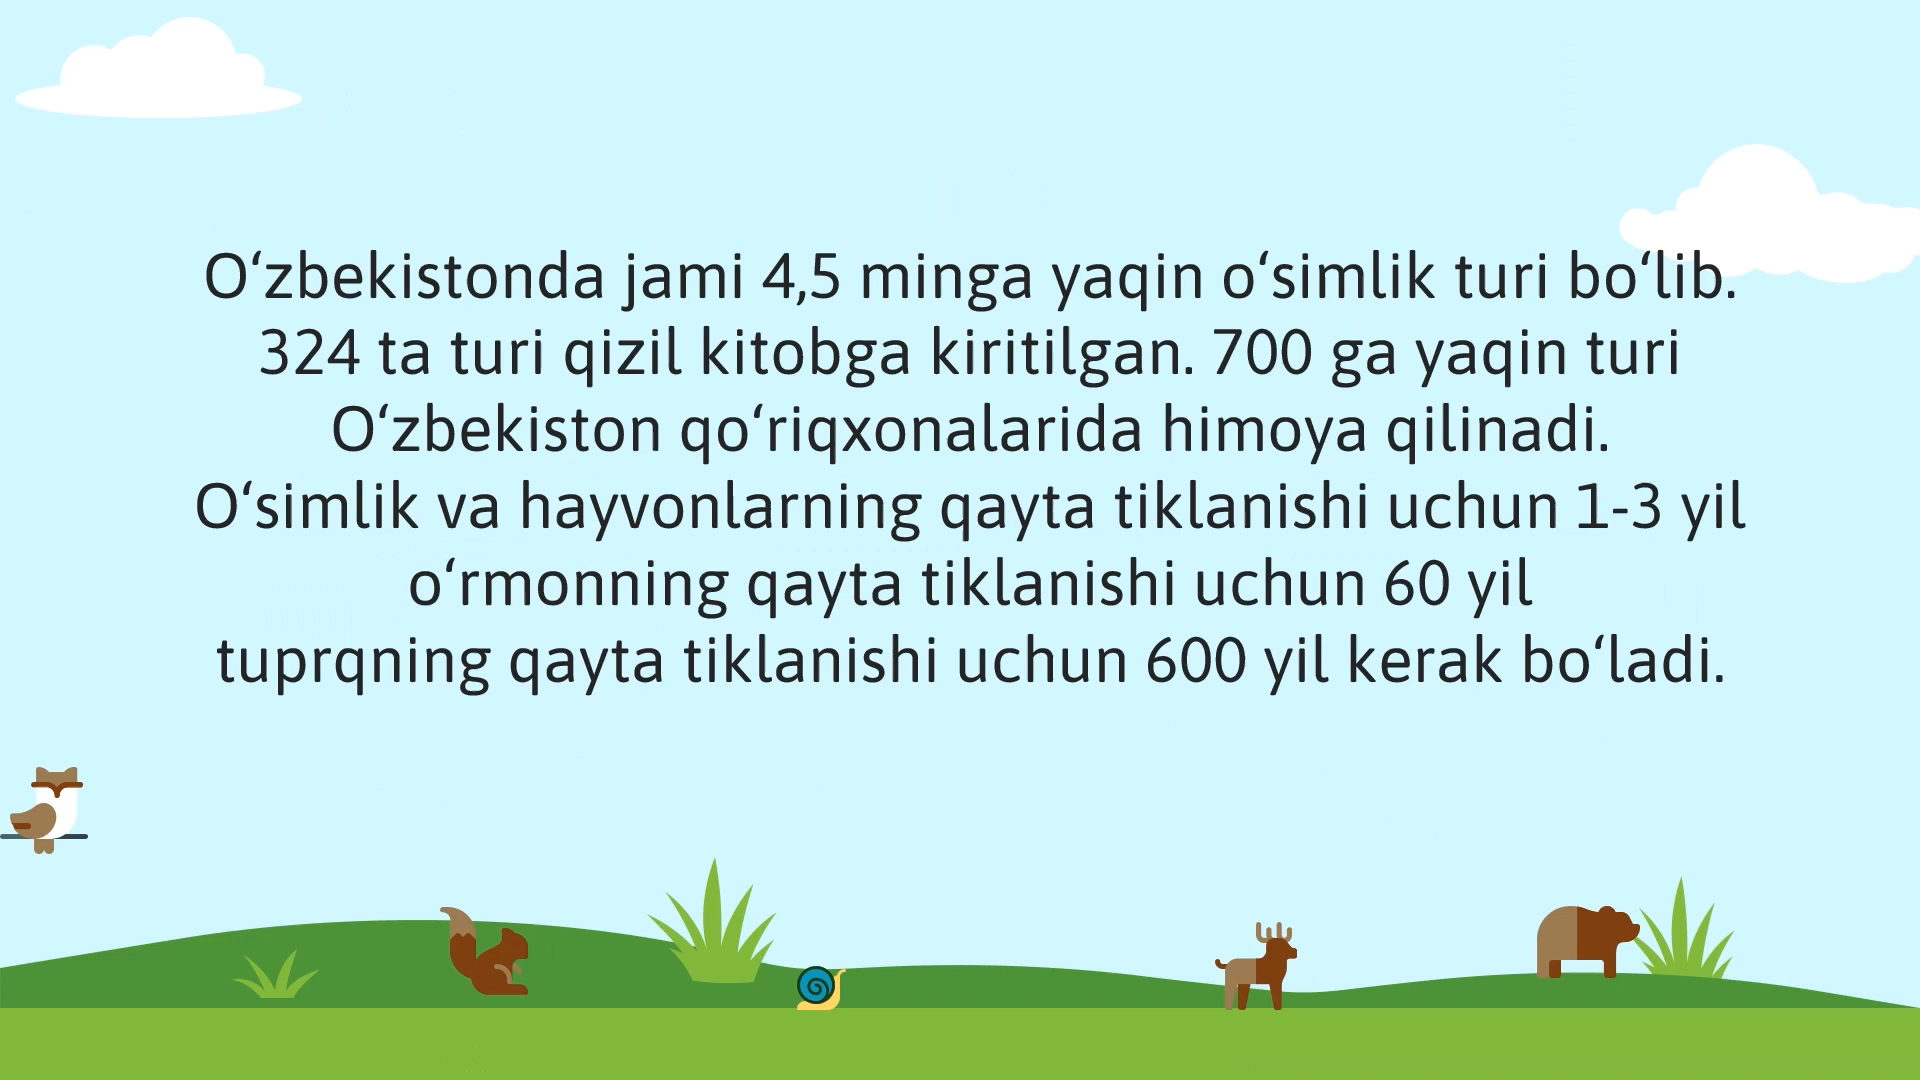 O‘zbekistonda jami 4,5 minga yaqin o‘simlik turi bo‘lib.
324 ta turi qizil kitobga kiritilgan. 700 ga yaqin turi
O‘zbekiston qo‘riqxonalarida himoya qilinadi.
O‘simlik va hayvonlarning qayta tiklanishi uchun 1-3 yil
o‘rmonning qayta tiklanishi uchun 60 yil
tuprqning qayta tiklanishi uchun 600 yil kerak bo‘ladi.